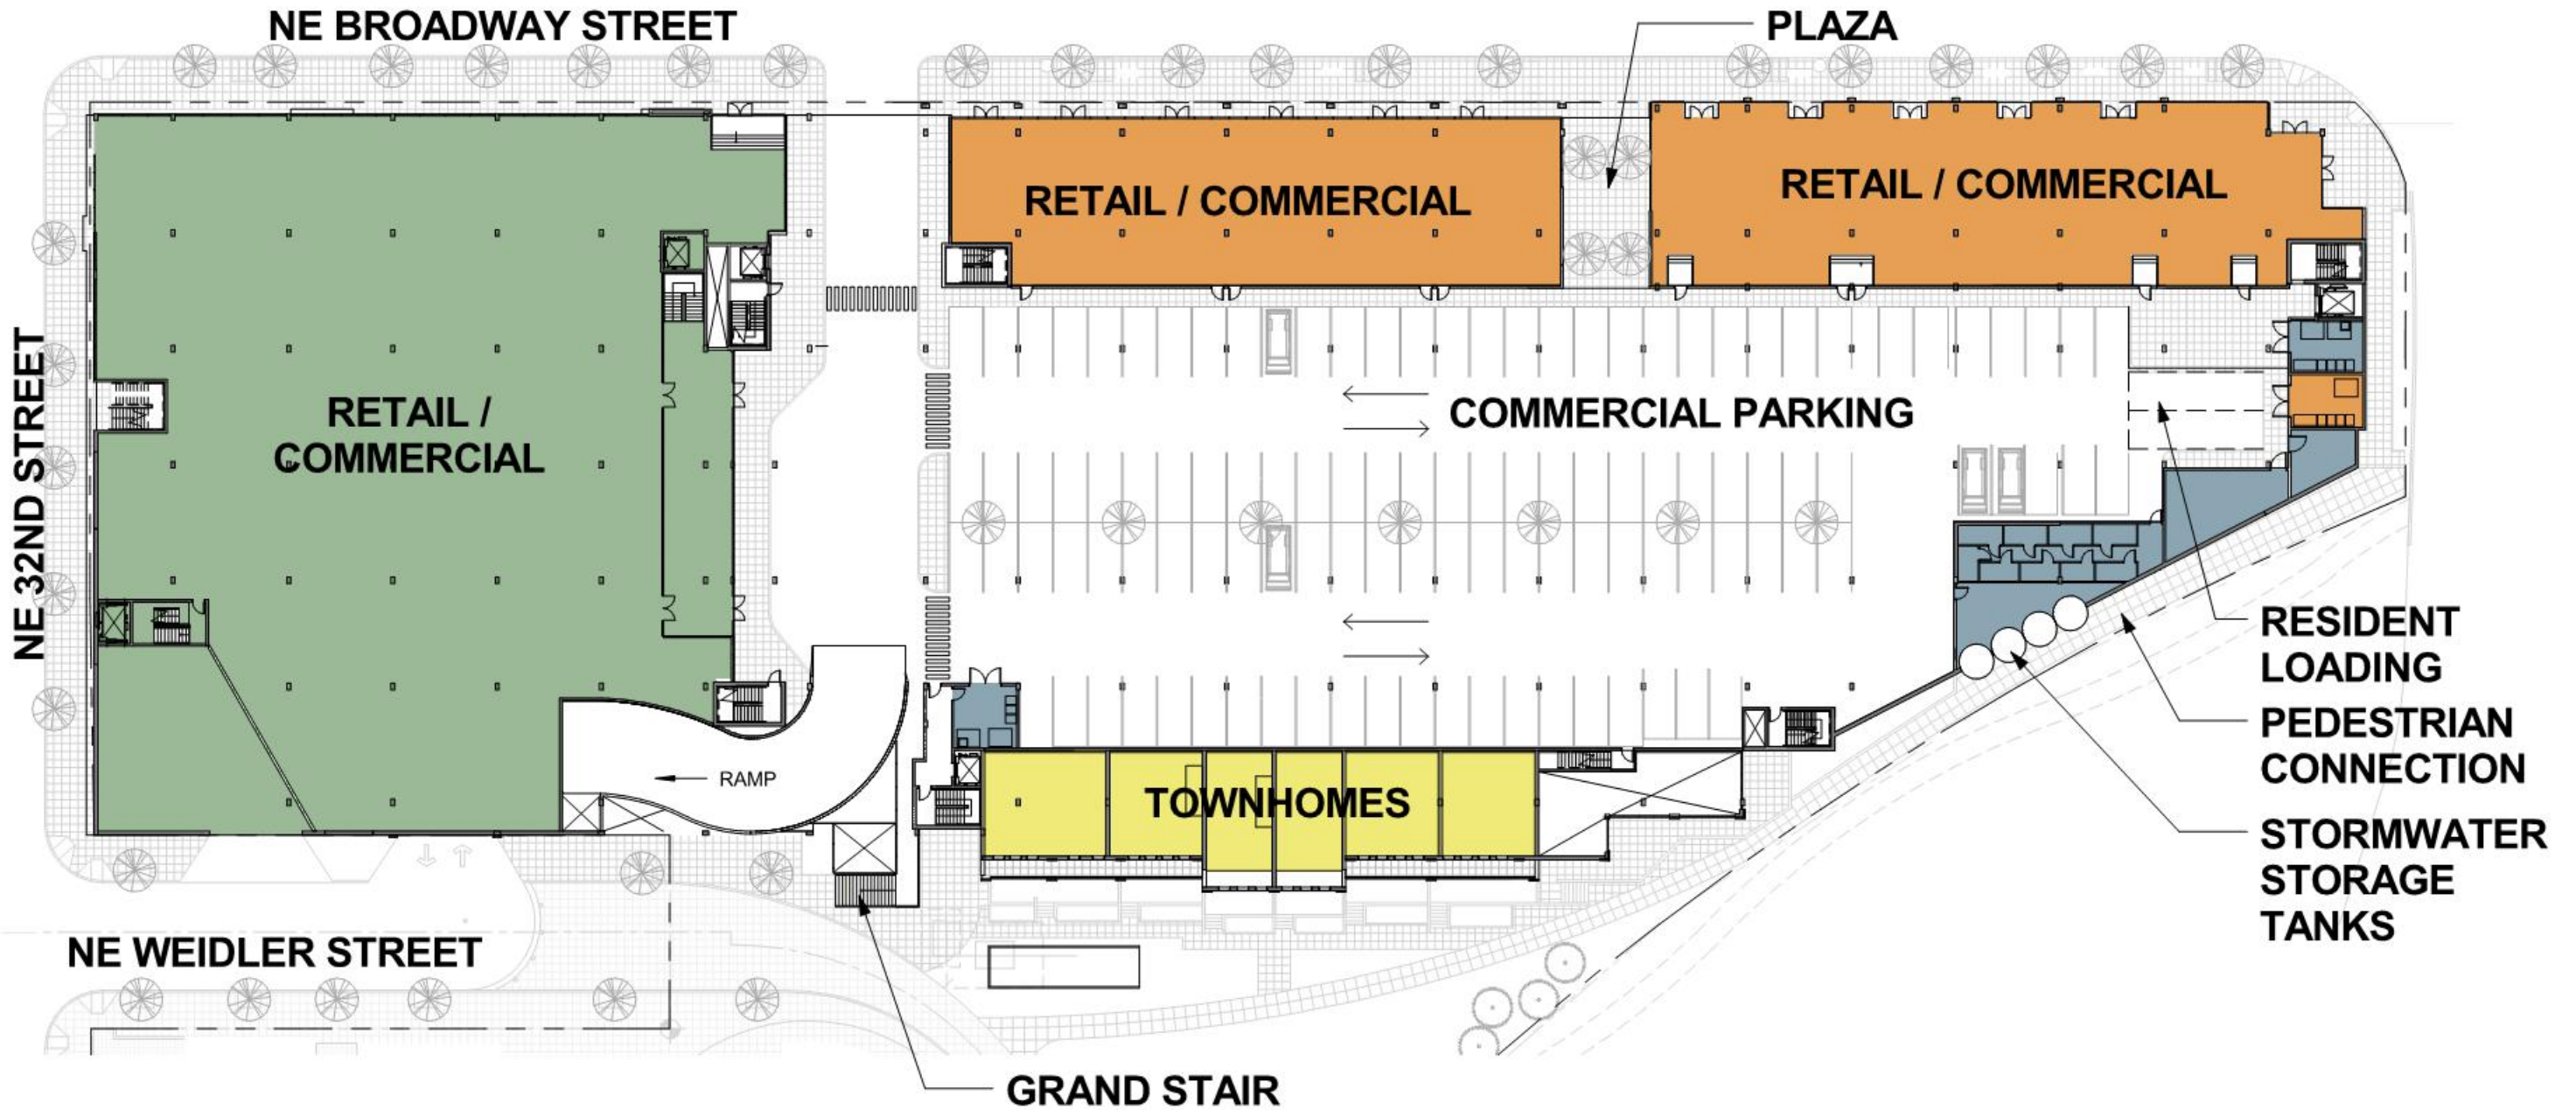 NE BROADWAY STREET
PLAZA
RETAIL / COMMERCIAL
RETAIL / COMMERCIAL
NE 32ND STREET
RETAIL /
COMMERCIAL
COMMERCIAL PARKING
RESIDENT
LOADING
PEDESTRIAN
CONNECTION
RAMP
TOWNHOMES
STORMWATER
STORAGE
TANKS
NE WEIDLER STREET
GRAND STAIR